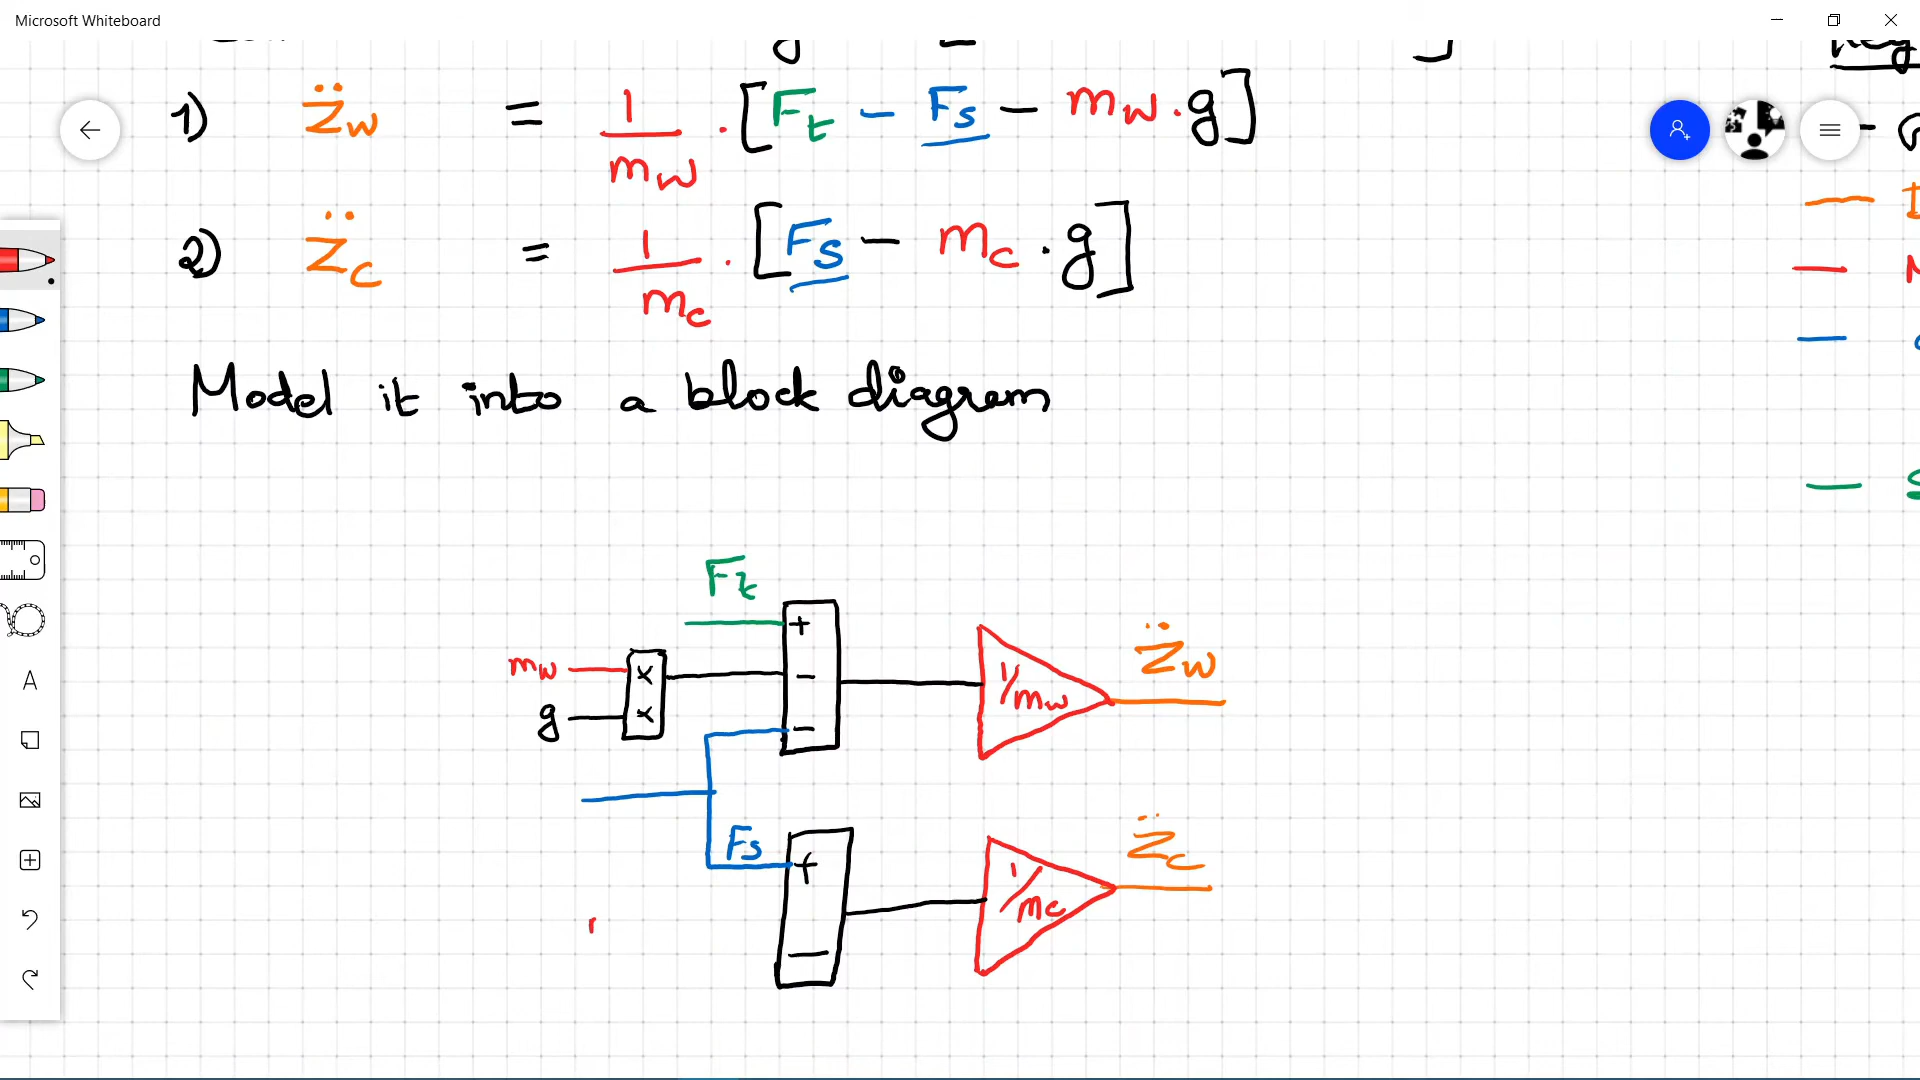 Microsoft Whiteboard
1) z̈w = 1/mw · [Ft - Fs - mw · g]
2) z̈c = 1/mc · [Fs - mc · g]
Model it into a block diagram
Ft
+
mw x -
g x -
1/mw
z̈w
Fs
+
-
1/mc
z̈c